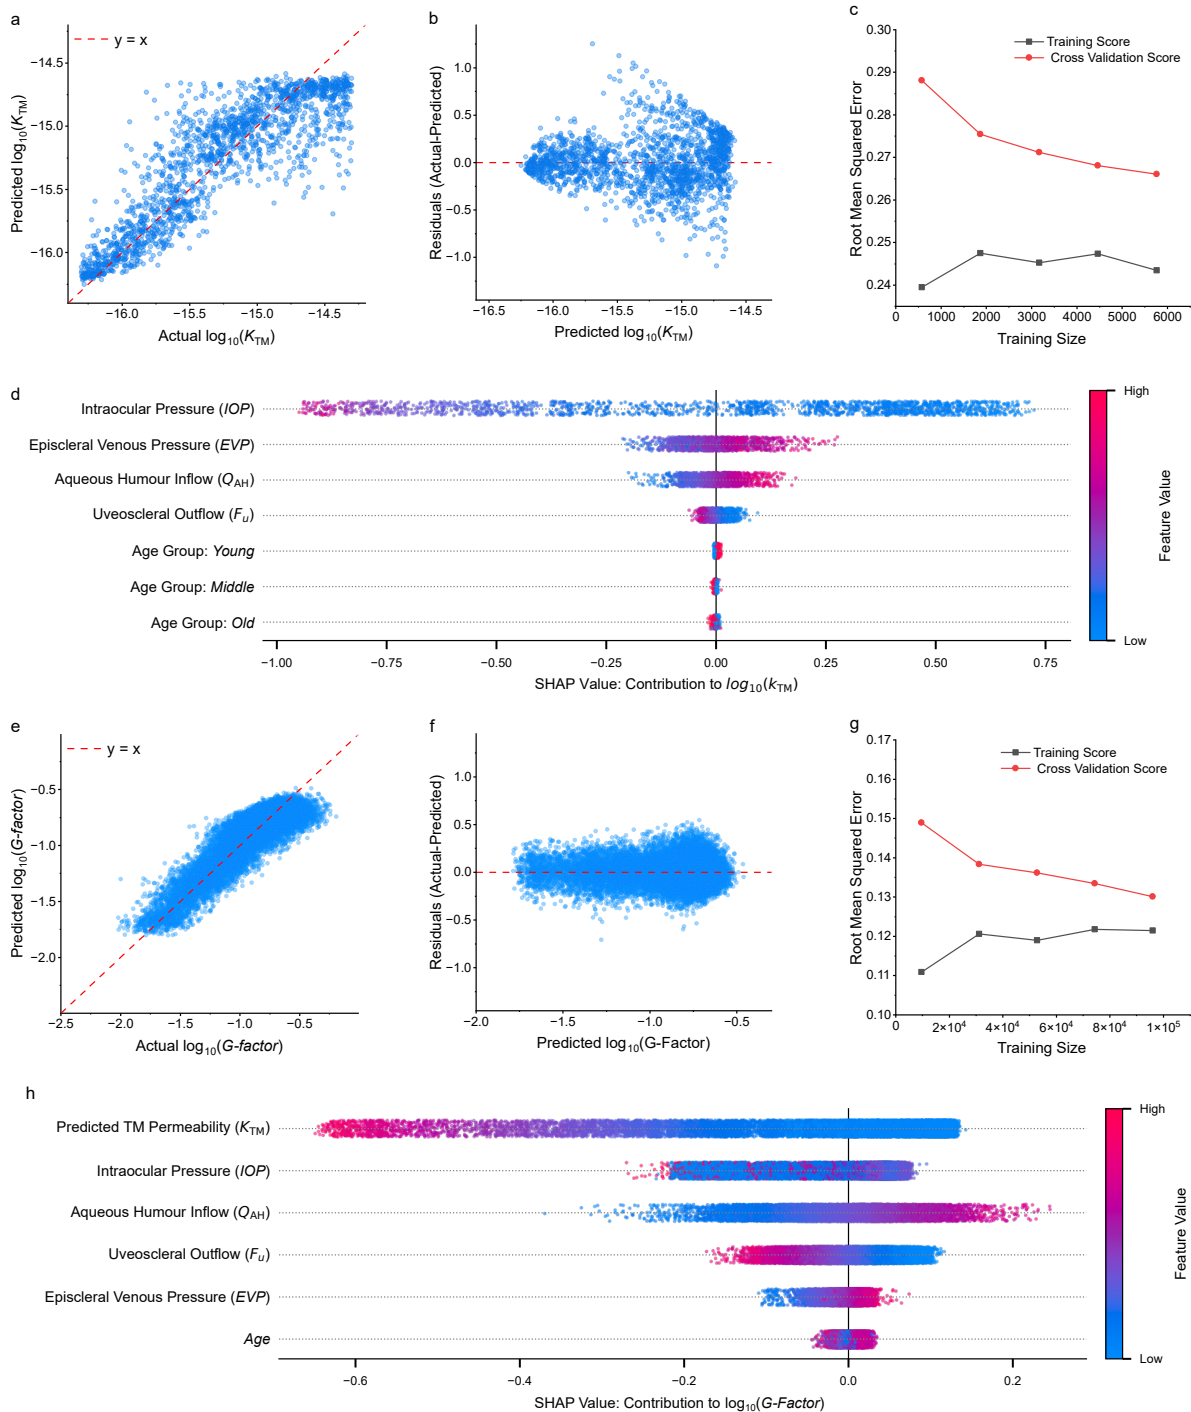 a
y = x
−14.5
−15.0
−15.5
−16.0
Predicted log10(KTM)
−16.0 −15.5 −15.0 −14.5
Actual log10(KTM)
b
1.0
0.5
0.0
−0.5
−1.0
Residuals (Actual-Predicted)
−16.5 −16.0 −15.5 −15.0 −14.5
Predicted log10(KTM)
c
Training Score
Cross Validation Score
0.30
0.29
0.28
0.27
0.26
0.25
0.24
Root Mean Squared Error
0 1000 2000 3000 4000 5000 6000
Training Size
d
Intraocular Pressure (IOP)
Episcleral Venous Pressure (EVP)
Aqueous Humour Inflow (QAH)
Uveoscleral Outflow (Fu)
Age Group: Young
Age Group: Middle
Age Group: Old
−1.00 −0.75 −0.50 −0.25 0.00 0.25 0.50 0.75
SHAP Value: Contribution to log10(kTM)
High
Low
Feature Value
e
y = x
−0.5
−1.0
−1.5
−2.0
Predicted log10(G-factor)
−2.5 −2.0 −1.5 −1.0 −0.5
Actual log10(G-factor)
f
1.0
0.5
0.0
−0.5
−1.0
Residuals (Actual-Predicted)
−2.0 −1.5 −1.0 −0.5
Predicted log10(G-Factor)
g
Training Score
Cross Validation Score
0.17
0.16
0.15
0.14
0.13
0.12
0.11
0.10
Root Mean Squared Error
0 2×10⁴ 4×10⁴ 6×10⁴ 8×10⁴ 1×10⁵
Training Size
h
Predicted TM Permeability (KTM)
Intraocular Pressure (IOP)
Aqueous Humour Inflow (QAH)
Uveoscleral Outflow (Fu)
Episcleral Venous Pressure (EVP)
Age
−0.6 −0.4 −0.2 0.0 0.2
SHAP Value: Contribution to log10(G-Factor)
High
Low
Feature Value